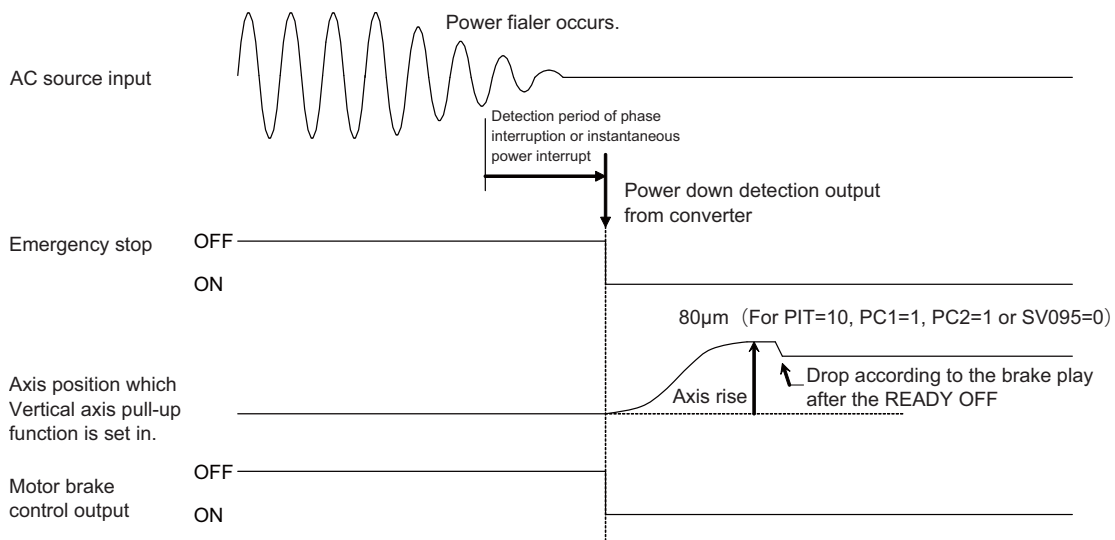 Power fialer occurs.
AC source input
Detection period of phase
interruption or instantaneous
power interrupt
Power down detection output
from converter
Emergency stop
OFF
ON
80μm（For PIT=10, PC1=1, PC2=1 or SV095=0）
Axis position which
Vertical axis pull-up
function is set in.
Axis rise
Drop according to the brake play
after the READY OFF
Motor brake
control output
OFF
ON